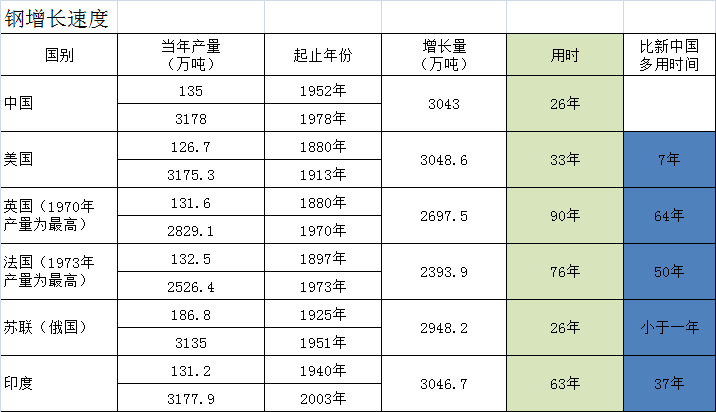 钢增长速度
国别 当年产量（万吨） 起止年份 增长量（万吨） 用时 比新中国多用时间
中国 135 1952年 3043 26年
3178 1978年
美国 126.7 1880年 3048.6 33年 7年
3175.3 1913年
英国（1970年产量为最高） 131.6 1880年 2697.5 90年 64年
2829.1 1970年
法国（1973年产量为最高） 132.5 1897年 2393.9 76年 50年
2526.4 1973年
苏联（俄国） 186.8 1925年 2948.2 26年 小于一年
3135 1951年
印度 131.2 1940年 3046.7 63年 37年
3177.9 2003年